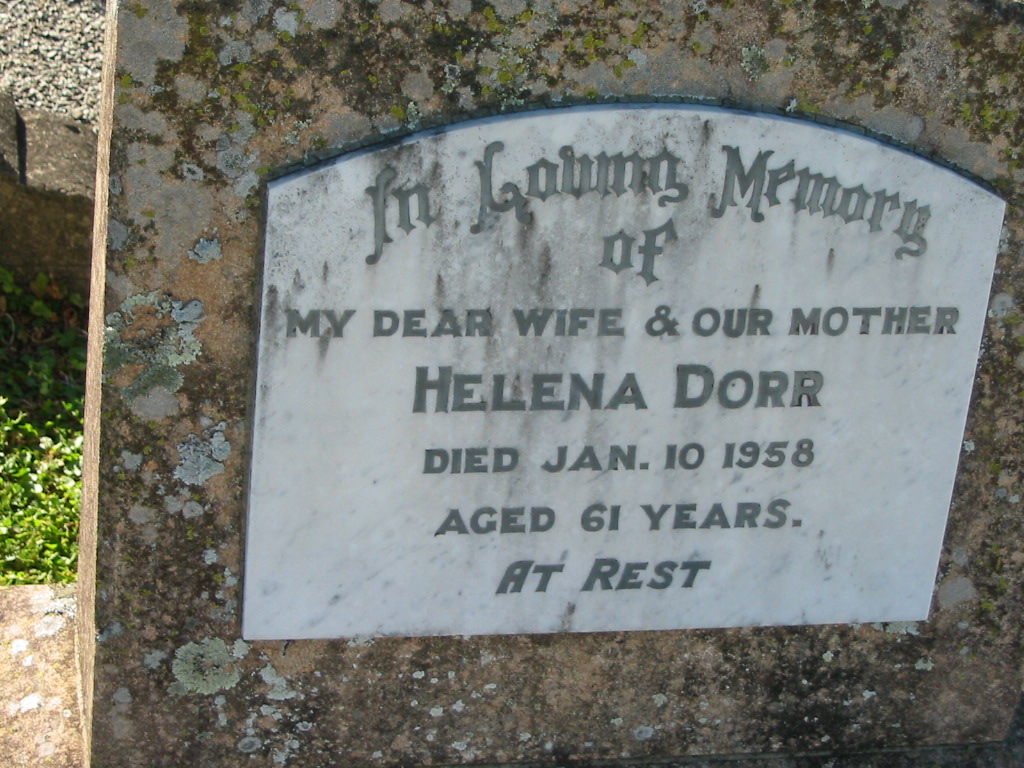 In Loving Memory
of
MY DEAR WIFE & OUR MOTHER
HELENA DORR
DIED JAN. 10 1958
AGED 61 YEARS.
AT REST